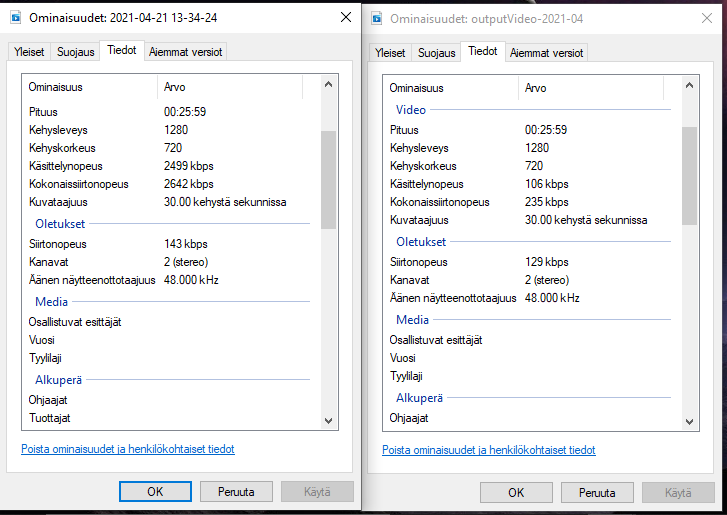 Ominaisuudet: 2021-04-21 13-34-24
Yleiset Suojaus Tiedot Aiemmat versiot
Ominaisuus Arvo
Pituus 00:25:59
Kehysleveys 1280
Kehyskorkeus 720
Käsittelynopeus 2499 kbps
Kokonaissiirtonopeus 2642 kbps
Kuvataajuus 30.00 kehystä sekunnissa
Oletukset
Siirtonopeus 143 kbps
Kanavat 2 (stereo)
Äänen näytteenottotaajuus 48.000 kHz
Media
Osallistuvat esittäjät
Vuosi
Tyylilaji
Alkuperä
Ohjaajat
Tuottajat
Poista ominaisuudet ja henkilökohtaiset tiedot
OK Peruuta Käytä
Ominaisuudet: outputVideo-2021-04
Yleiset Suojaus Tiedot Aiemmat versiot
Ominaisuus Arvo
Video
Pituus 00:25:59
Kehysleveys 1280
Kehyskorkeus 720
Käsittelynopeus 106 kbps
Kokonaissiirtonopeus 235 kbps
Kuvataajuus 30.00 kehystä sekunnissa
Oletukset
Siirtonopeus 129 kbps
Kanavat 2 (stereo)
Äänen näytteenottotaajuus 48.000 kHz
Media
Osallistuvat esittäjät
Vuosi
Tyylilaji
Alkuperä
Ohjaajat
Poista ominaisuudet ja henkilökohtaiset tiedot
OK Peruuta Käytä